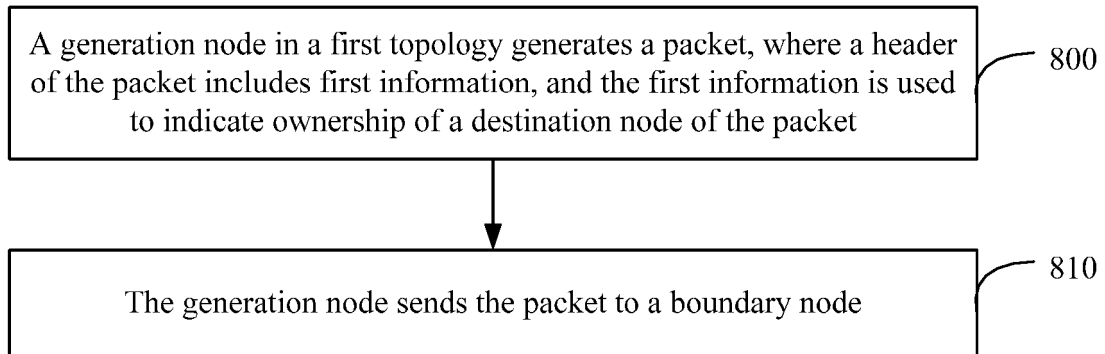 A generation node in a first topology generates a packet, where a header
of the packet includes first information, and the first information is used
to indicate ownership of a destination node of the packet
800
The generation node sends the packet to a boundary node
810